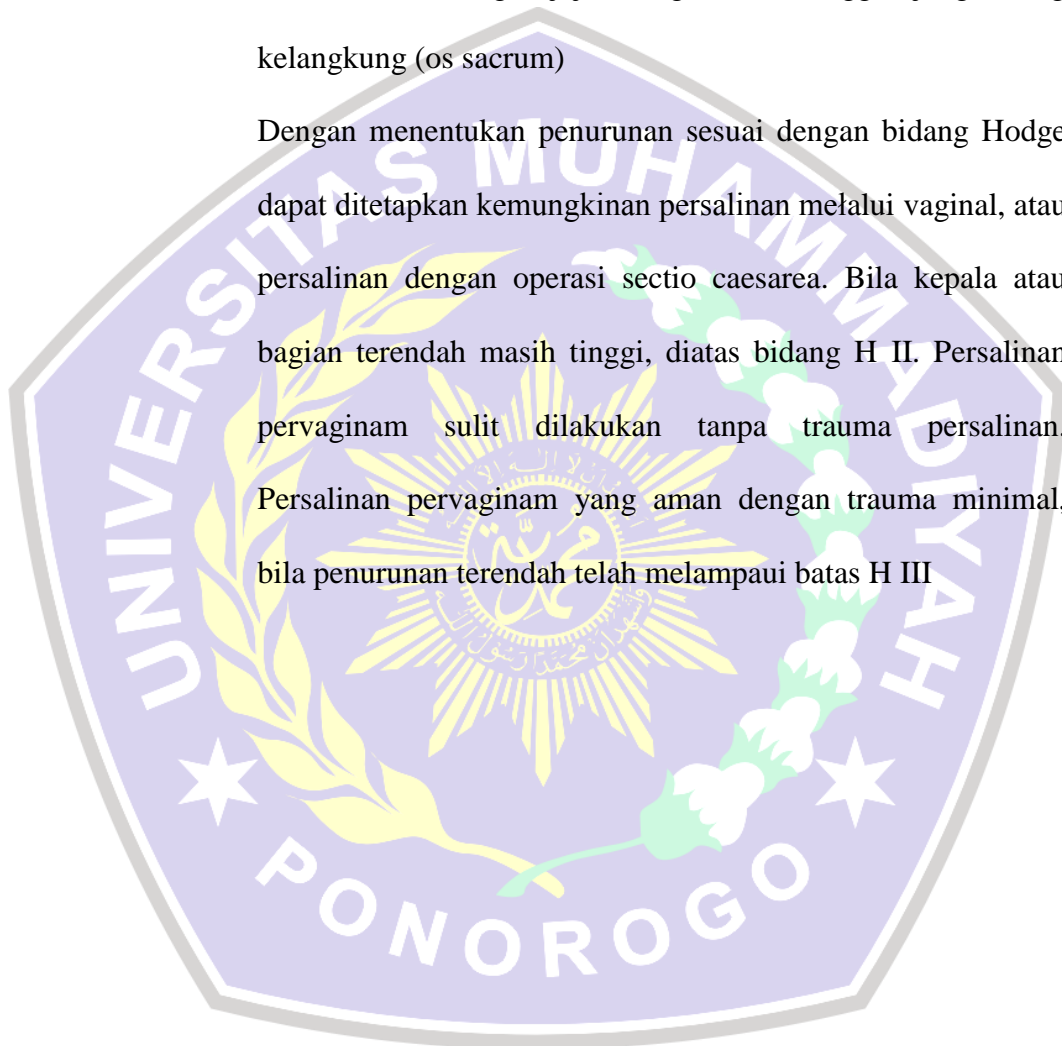 kelangkung (os sacrum)
Dengan menentukan penurunan sesuai dengan bidang Hodge
dapat ditetapkan kemungkinan persalinan mełalui vaginal, atau
persalinan dengan operasi sectio caesarea. Bila kepala atau
bagian terendah masih tinggi, diatas bidang H II. Persalinan
pervaginam sulit dilakukan tanpa trauma persalinan.
Persalinan pervaginam yang aman dengan trauma minimal,
bila penurunan terendah telah melampaui batas H III
UNIVERSITAS MUHAMMADIYAH
PONOROGO